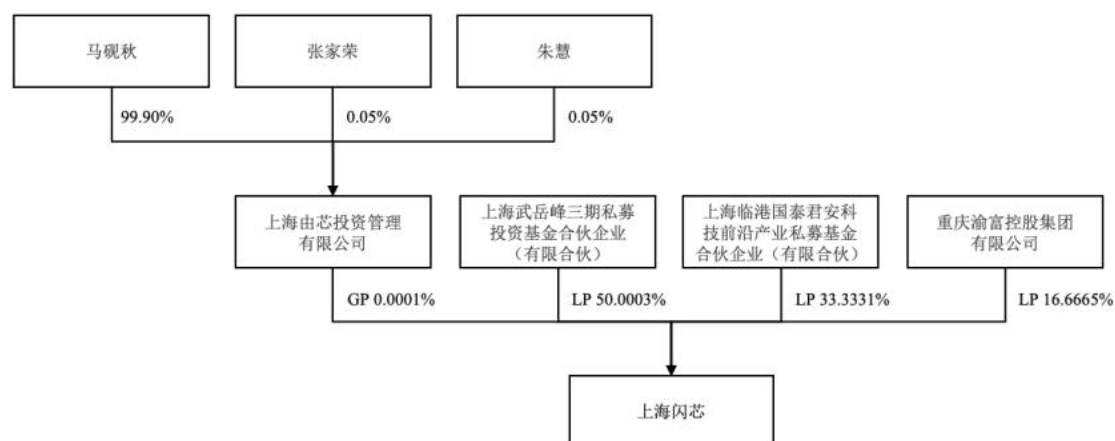 马砚秋
张家荣
朱慧
99.90%
0.05%
0.05%
上海由芯投资管理
有限公司
上海武岳峰三期私募
投资基金合伙企业
（有限合伙）
上海临港国泰君安科
技前沿产业私募基金
合伙企业（有限合伙）
重庆渝富控股集团
有限公司
GP 0.0001%
LP 50.0003%
LP 33.3331%
LP 16.6665%
上海闪芯